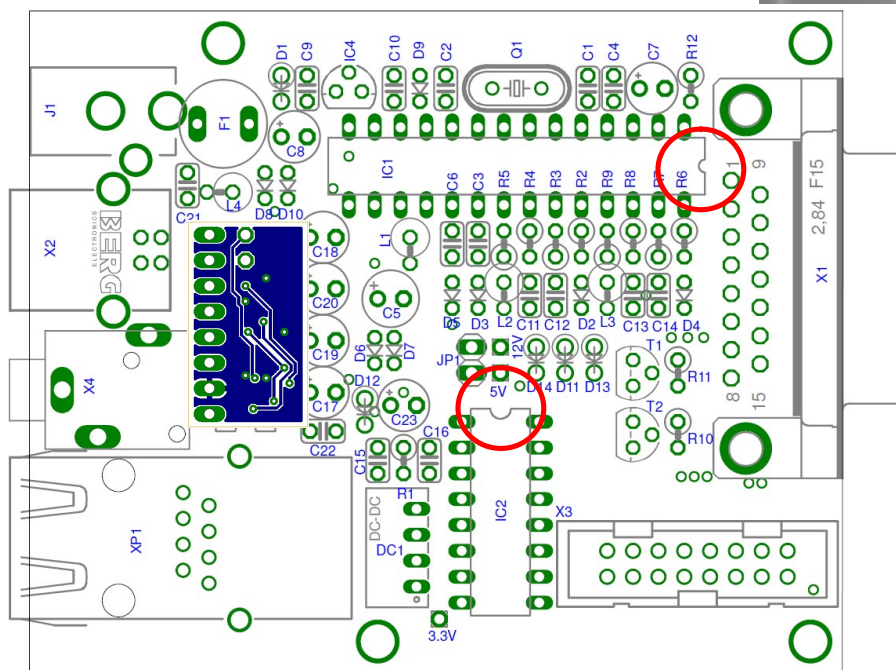 D1
C9
IC4
C10
D9
C2
Q1
C1
C4
C7
R12
J1
F1
C8
IC1
C6
C3
R5
R4
R3
R2
R9
R8
R7
R6
1
9
2,84 F15
X1
C21
L4
D8
D10
X2
BERG
ELECTRONICS
C18
L1
C20
C5
D5
D3
L2
C11
C12
D2
L3
C13
C14
D4
C19
D6
D7
JP1
12V
5V
D14
D11
D13
T1
R11
8
15
X4
C17
D12
C23
T2
R10
C22
C15
R1
C16
XP1
DC-DC
DC1
IC2
X3
3.3V